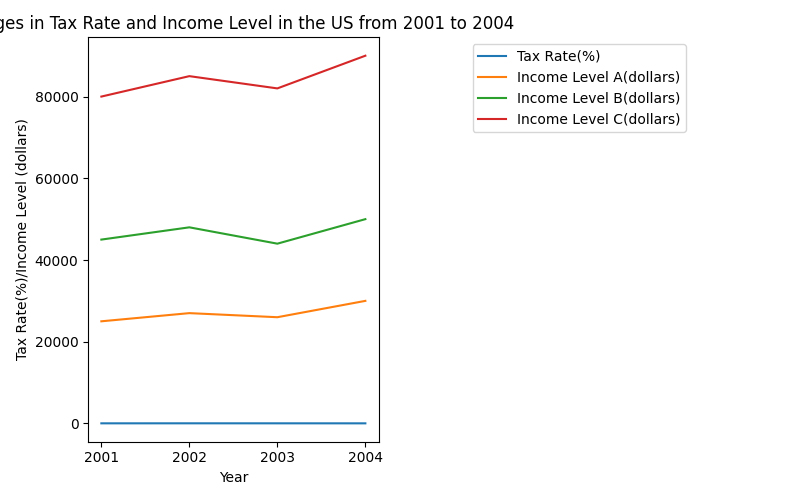 ges in Tax Rate and Income Level in the US from 2001 to 2004
Tax Rate(%)
Income Level A(dollars)
Income Level B(dollars)
Income Level C(dollars)
Tax Rate(%)/Income Level (dollars)
80000
60000
40000
20000
0
2001 2002 2003 2004
Year